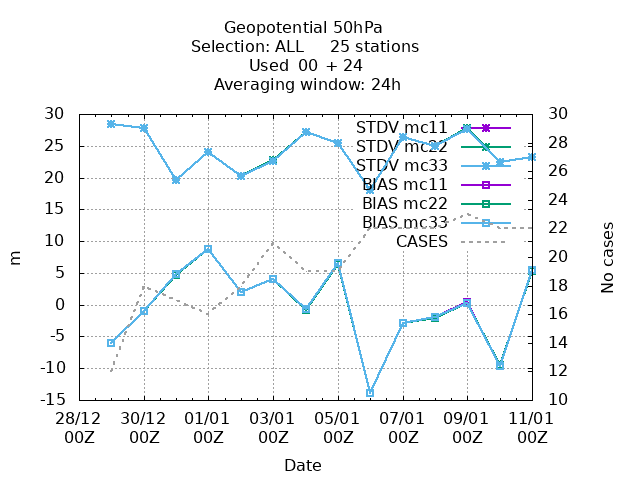 Geopotential 50hPa
Selection: ALL 25 stations
Used 00 + 24
Averaging window: 24h
30
25
20
15
10
5
0
-5
-10
-15
m
30
28
26
24
22
20
18
16
14
12
10
No cases
STDV mc11
STDV mc22
STDV mc33
BIAS mc11
BIAS mc22
BIAS mc33
CASES
28/12 30/12 01/01 03/01 05/01 07/01 09/01 11/01
00Z 00Z 00Z 00Z 00Z 00Z 00Z 00Z
Date